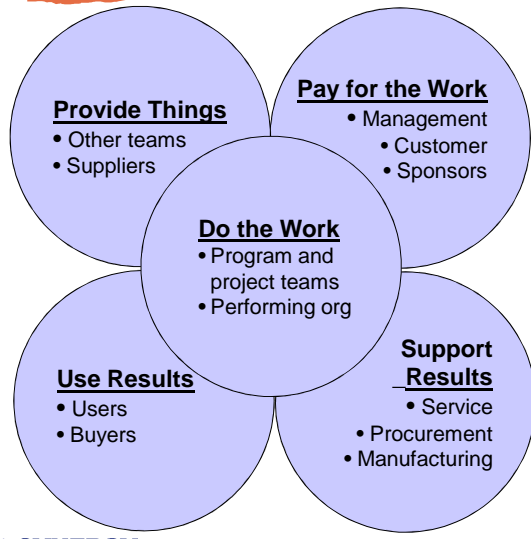 Provide Things
• Other teams
• Suppliers
Pay for the Work
• Management
• Customer
• Sponsors
Do the Work
• Program and
project teams
• Performing org
Use Results
• Users
• Buyers
Support
_Results
• Service
• Procurement
• Manufacturing